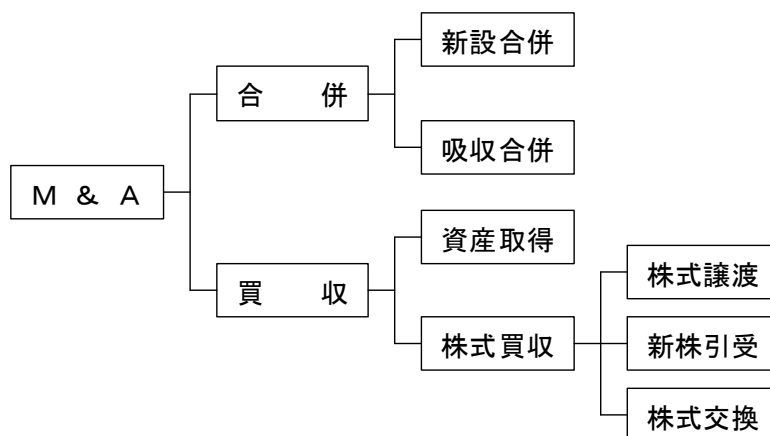 M & A
合併
新設合併
吸収合併
買収
資産取得
株式買収
株式譲渡
新株引受
株式交換